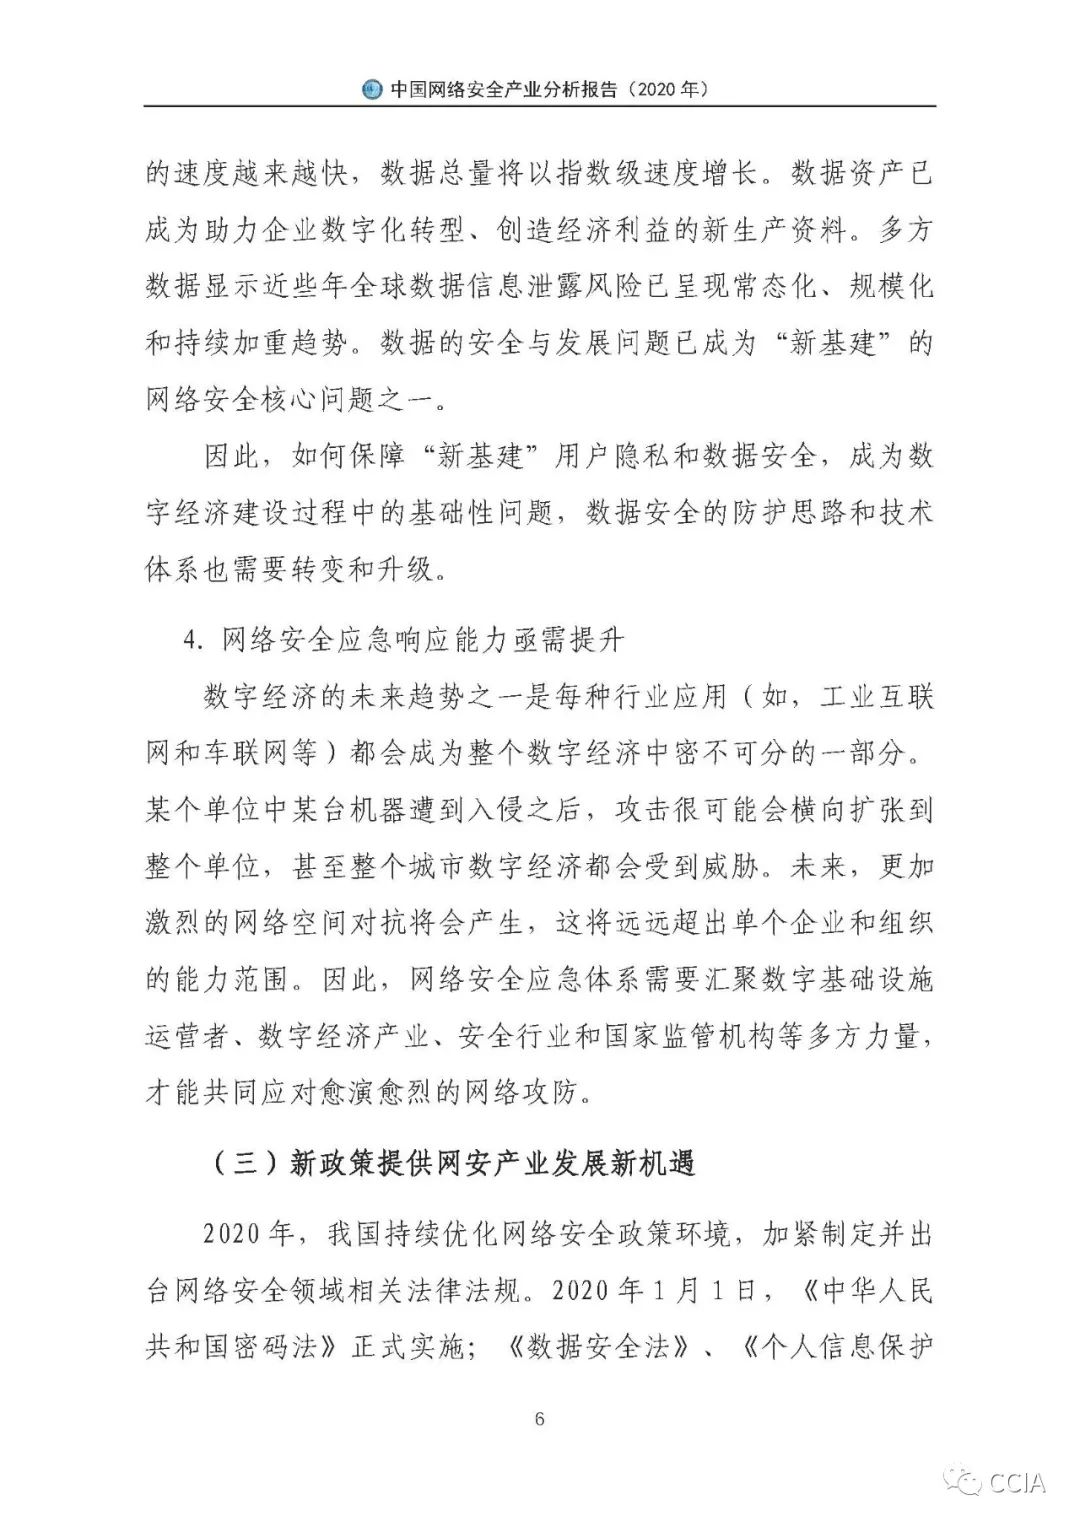 中国网络安全产业分析报告（2020 年）
的速度越来越快，数据总量将以指数级速度增长。数据资产已
成为助力企业数字化转型、创造经济利益的新生产资料。多方
数据显示近些年全球数据信息泄露风险已呈现常态化、规模化
和持续加重趋势。数据的安全与发展问题已成为“新基建”的
网络安全核心问题之一。
因此，如何保障“新基建”用户隐私和数据安全，成为数
字经济建设过程中的基础性问题，数据安全的防护思路和技术
体系也需要转变和升级。
4. 网络安全应急响应能力亟需提升
数字经济的未来趋势之一是每种行业应用（如，工业互联
网和车联网等）都会成为整个数字经济中密不可分的一部分。
某个单位中某台机器遭到入侵之后，攻击很可能会横向扩张到
整个单位，甚至整个城市数字经济都会受到威胁。未来，更加
激烈的网络空间对抗将会产生，这将远远超出单个企业和组织
的能力范围。因此，网络安全应急体系需要汇聚数字基础设施
运营者、数字经济产业、安全行业和国家监管机构等多方力量，
才能共同应对愈演愈烈的网络攻防。
（三）新政策提供网安产业发展新机遇
2020 年，我国持续优化网络安全政策环境，加紧制定并出
台网络安全领域相关法律法规。2020 年 1 月 1 日，《中华人民
共和国密码法》正式实施；《数据安全法》、《个人信息保护
6
CCIA